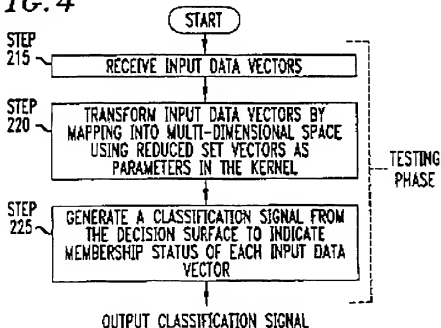 IG. 4
START
STEP
215
RECEIVE INPUT DATA VECTORS
STEP
220
TRANSFORM INPUT DATA VECTORS BY
MAPPING INTO MULTI-DIMENSIONAL SPACE
USING REDUCED SET VECTORS AS
PARAMETERS IN THE KERNEL
TESTING
PHASE
STEP
225
GENERATE A CLASSIFICATION SIGNAL FROM
THE DECISION SURFACE TO INDICATE
MEMBERSHIP STATUS OF EACH INPUT DATA
VECTOR
OUTPUT CLASSIFICATION SIGNAL